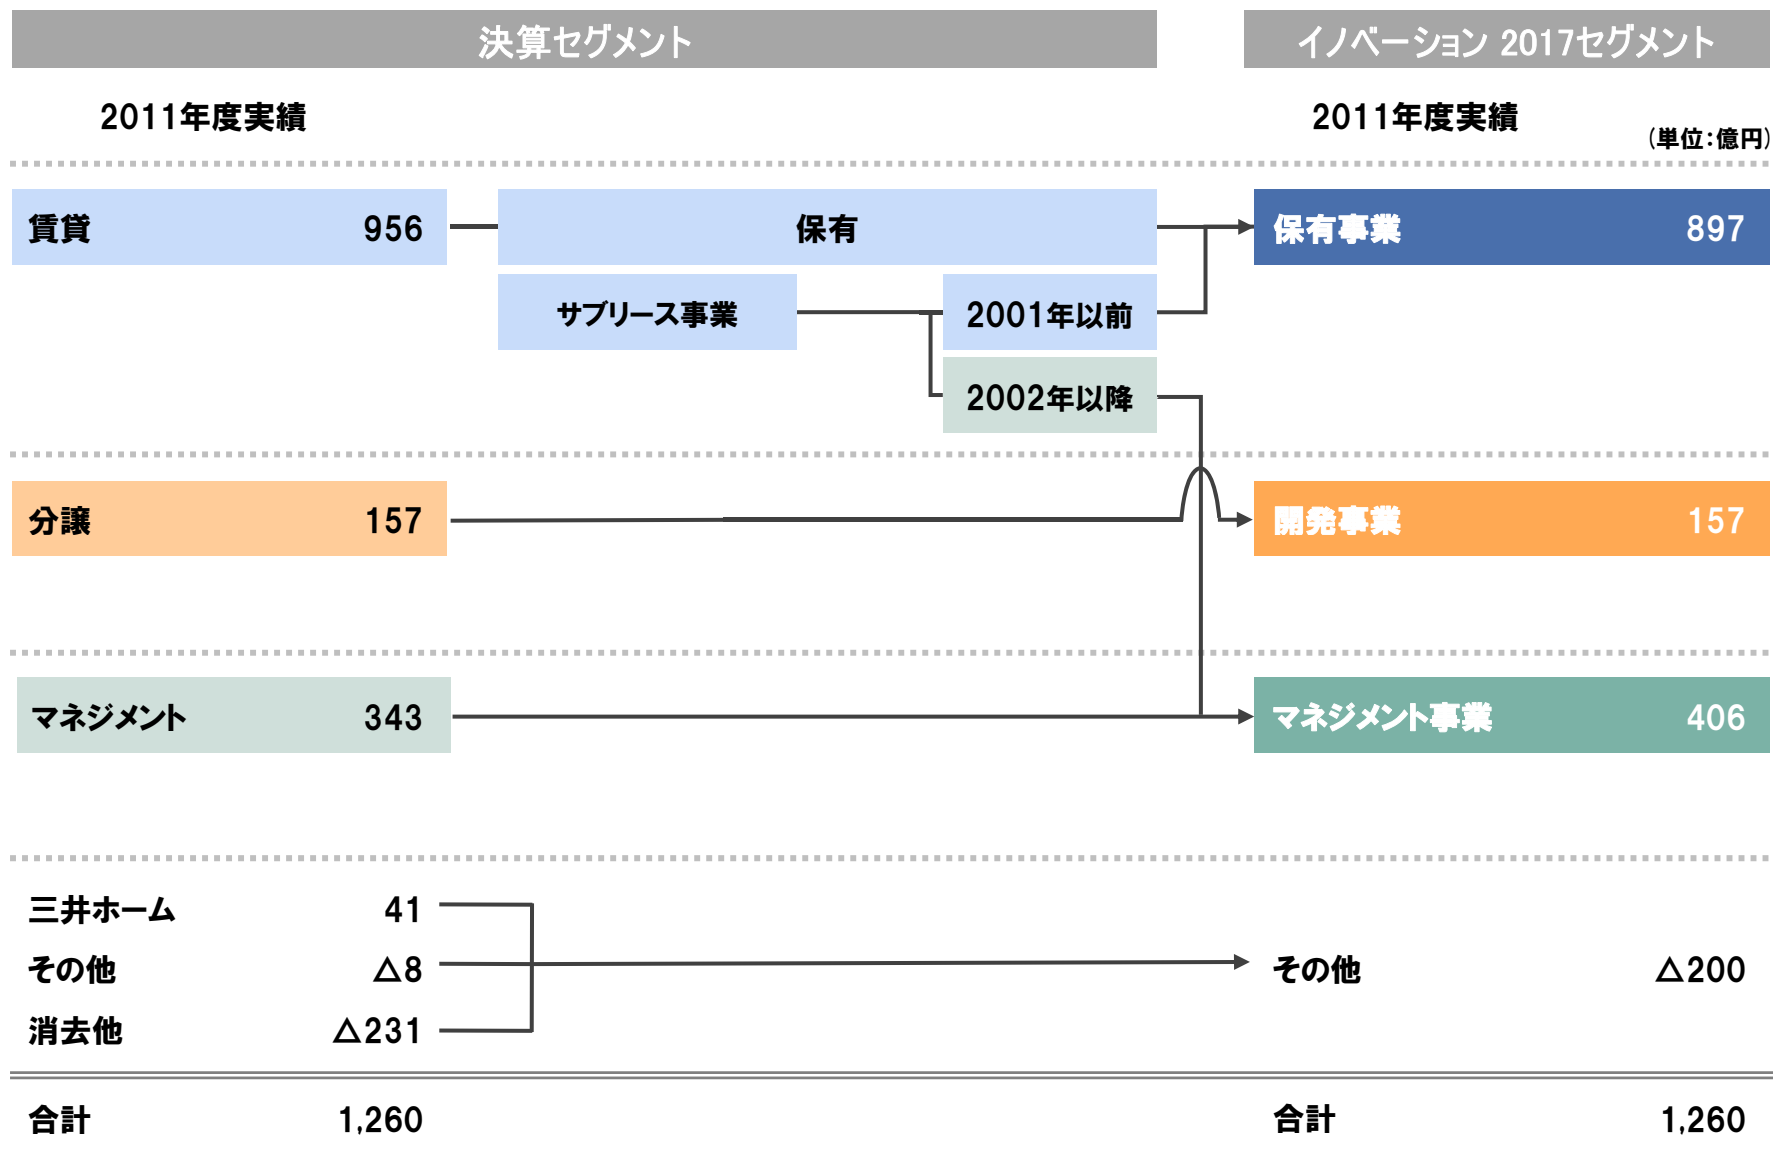 決算セグメント
イノベーション 2017セグメント
2011年度実績
2011年度実績
(単位:億円)
賃貸 956
保有
保有事業 897
サブリース事業
2001年以前
2002年以降
分譲 157
開発事業 157
マネジメント 343
マネジメント事業 406
三井ホーム 41
その他 △8
その他 △200
消去他 △231
合計 1,260
合計 1,260